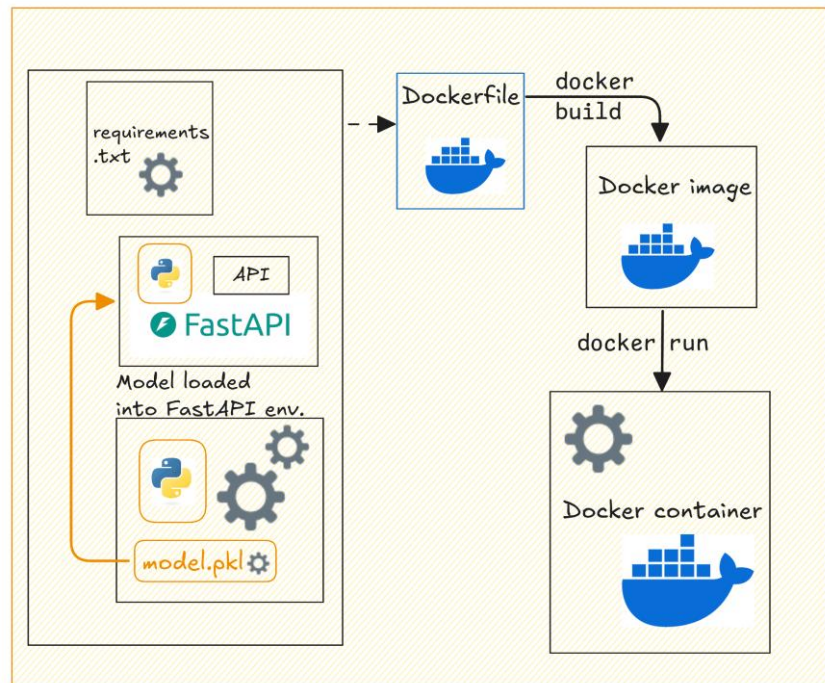 requirements
.txt
API
FastAPI
Model loaded
into FastAPI env.
model.pkl
Dockerfile
docker
build
Docker image
docker run
Docker container